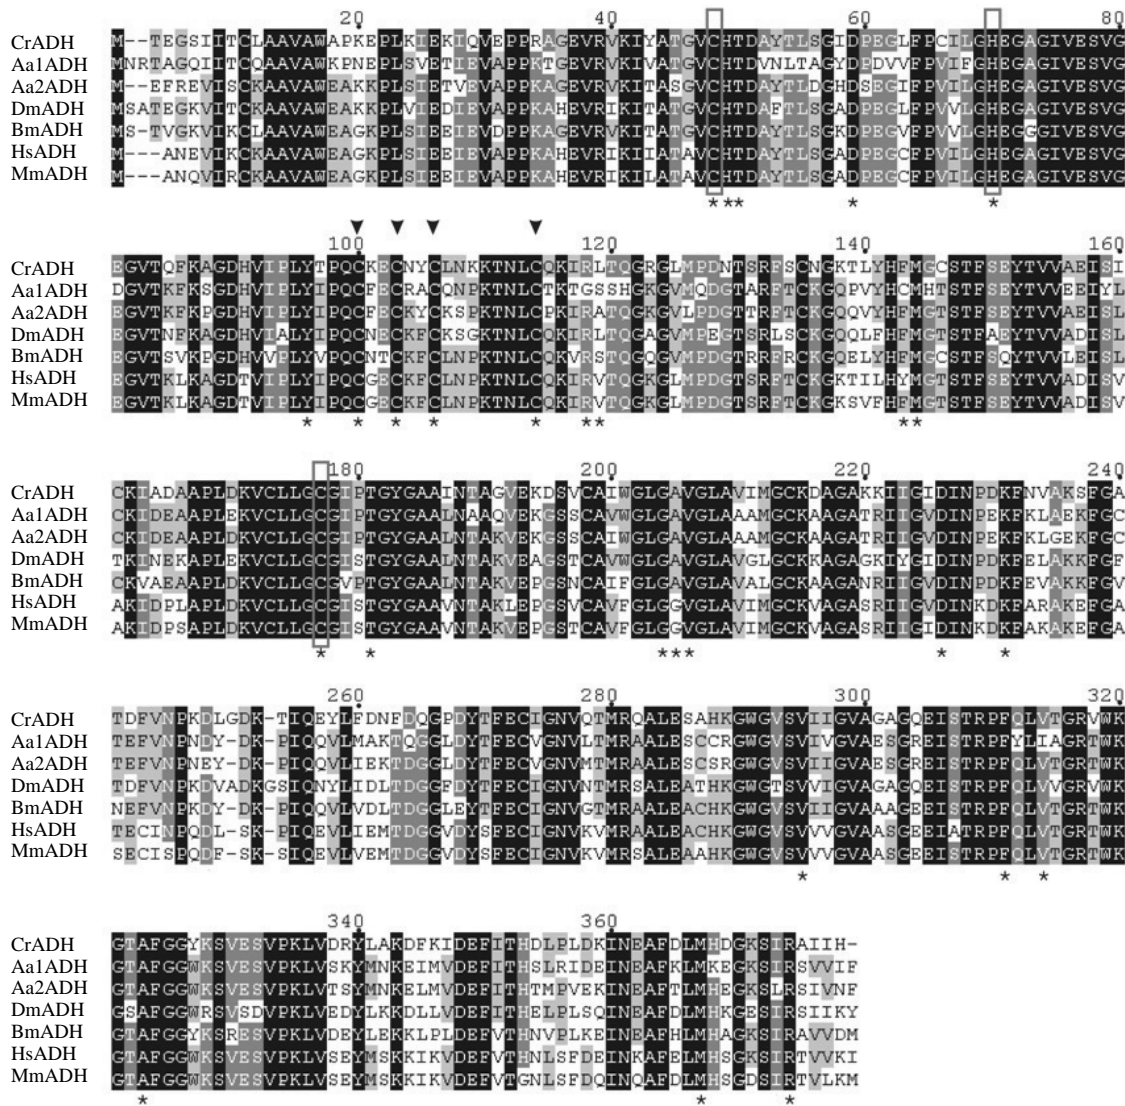 20 40 60 80
CrADH M--TEGSIITCLAAVAWAPKEPLKIEKIQVEPPRAGEVRVKIYATGVCHTDAYTLSGIDPEGLFPCILGHEGAGIVESVG
Aa1ADH MNRTAGQIITCQAAVAWKPNEPLSVETIEVAPPKTGEVRIKIVATGVCHTDVNLTAGYDPDVVFPVIFGHEGAGIVESVG
Aa2ADH M--EFREVISCKAAVAWEAKKPLSIETVEVAPPKAGEVRVKITASGVCHTDAYTLDGHDSEGIFPVILGHEGAGIVESVG
DmADH MSATEGKVITCKAAVAWEAKKPLVIEDIEVAPPKAHEVRIKITATGVCHTDAFTLSGADPEGLFPVVLGHEGAGIVESVG
BmADH MS-TVGKVIKCLAAVAWEAGKPLSIEEIEVDPPKAGEVRVKITATGVCHTDAYTLSGKDPEGVFPVVLGHEGGGIVESVG
HsADH M---ANEVIKCKAAVAWEAGKPLSIEEIEVAPPKAHEVRIKIIATAVCHTDAYTLSGADPEGCFPVILGHEGAGIVESVG
MmADH M---ANQVIRCKAAVAWEAGKPLSIEEIEVAPPKAHEVRIKILATAVCHTDAYTLSGADPEGCFPVILGHEGAGIVESVG
* ** * *
100 120 140 160
CrADH EGVTQFKAGDHVIPLYTPQCKECNYCLNKKTNLCQKIRLTQGRGLMPDNTSRFSCNGKTLYHFMGCSTFSEYTVVAEISI
Aa1ADH DGVTKFKSGDHVIPLYIPQCFECRACQNPKTNLCTKTGSSHGKGVMQDGTARFTCKGQPVYHCMHTSTFSEYTVVEEIYL
Aa2ADH EGVTKFKPGDHVIPLYIPQCFECKYCKSPKTNLCPKIRATQGKGVLPDGTTRFTCKGQQVYHFMGTSTFSEYTVVAEISL
DmADH EGVTNFKAGDHVIALYIPQCNECKFCKSGKTNLCQKIRLTQGAGVMPEGTSRLSCKGQQLFHFMGTSTFAEYTVVADISL
BmADH EGVTSVKPGDHVVPLYVPQCNTCKFCLNPKTNLCQKVRSTQGQGVMPDGTRRFRCKGQELYHFMGCSTFSQYTVVLEISL
HsADH EGVTKLKAGDTVIPLYIPQCGECKFCLNPKTNLCQKIRVTQGKGLMPDGTSRFTCKGKTILHYMGTSTFSEYTVVADISV
MmADH EGVTKLKAGDTVIPLYIPQCGECKFCLNPKTNLCQKIRVTQGKGLMPDGTSRFTCKGKSVFHFMGTSTFSEYTVVADISV
* * * * * ** **
180 200 220 240
CrADH CKIADAAPLDKVCLLGCGIPTGYGAAINTAGVEKDSVCAIWGLGAVGLAVIMGCKDAGAKKIIGIDINPDKFNVAKSFGA
Aa1ADH CKIDEAAPLEKVCLLGCGIPTGYGAALNAAQVEKGSSCAVWGLGAVGLAAAMGCKAAGATRIIGVDINPEKFKLAEKFGC
Aa2ADH CKIDEAAPLDKVCLLGCGIPTGYGAALNTAKVEKGSSCAIWGLGAVGLAAAMGCKAAGATRIIGIDINPEKFKLGEKFGC
DmADH TKINEKAPLEKVCLLGCGISTGYGAALNTAKVEAGSTCAVWGLGAVGLAVGLGCKKAGAGKIYGIDINPDKFELAKKFGF
BmADH CKVAEAAPLDKVCLLGCGVPTGYGAALNTAKVEPGSNCAIFGLGAVGLAVALGCKAAGANRIIGVDINPDKFEVAKKFGV
HsADH AKIDPLAPLDKVCLLGCGISTGYGAAVNTAKLEPGSVCAVFGLGGVGLAVIMGCKVAGASRIIGVDINKDKFARAKEFGA
MmADH AKIDPSAPLDKVCLLGCGISTGYGAAVNTAKVEPGSTCAVFGLGGVGLAVIMGCKVAGASRIIGIDINKDKFAKAKEFGA
* * *** * *
260 280 300 320
CrADH TDFVNPKDLGDK-TIQEYLFDNFDQGPDYTFECIGNVQTMRQALESAHKGWGVSVIIGVAGAGQEISTRPFQLVTGRVWK
Aa1ADH TEFVNPNDY-DK-PIQQVLMAKTQGGLDYTFECVGNVLTMRAALESCCRGWGVSVIVGVAESGREISTRPFYLIAGRTWK
Aa2ADH TEFVNPNEY-DK-PIQQVLIEKTDGGLDYTFECVGNVMTMRAALESCSRGWGVSVIIGVAESGREISTRPFQLVTGRTWK
DmADH TDFVNPKDVADKGSIQNYLIDLTDGGFDYTFECIGNVNTMRSALEATHKGWGTSVVIGVAGAGQEISTRPFQLVVGRVWK
BmADH NEFVNPKDY-DK-PIQQVLVDLTDGGLEYTFECIGNVGTMRAALEACHKGWGVSVIIGVAAAGEEISTRPFQLVTGRTWK
HsADH TECINPQDL-SK-PIQEVLIEMTDGGVDYSFECIGNVKVMRAALEACHKGWGVSVVVGVAASGEEIATRPFQLVTGRTWK
MmADH SECISPQDF-SK-SIQEVLVEMTDGGVDYSFECIGNVKVMRSALEAAHKGWGVSVVVGVAASGEEISTRPFQLVTGRTWK
* * *
340 360
CrADH GTAFGGYKSVESVPKLVDRYLAKDFKIDEFITHDLPLDKINEAFDLMHDGKSIRAIIH-
Aa1ADH GTAFGGWKSVESVPKLVSKYMNKEIMVDEFITHSLRIDEINEAFKLMKEGKSIRSVVIF
Aa2ADH GTAFGGWKSVESVPKLVTSYMNKELMVDEFITHTMPVEKINEAFTLMHEGKSLRSIVNF
DmADH GSAFGGWRSVSDVPKLVEDYLKKDLLVDEFITHELPLSQINEAFDLMHKGESIRSIIKY
BmADH GTAFGGYKSRESVPKLVDEYLEKKLPLDEFVTHNVPLKEINEAFHLMHAGKSIRAVVDM
HsADH GTAFGGWKSVESVPKLVSEYMSKKIKVDEFVTHNLSFDEINKAFELMHSGKSIRTVVKI
MmADH GTAFGGWKSVESVPKLVSEYMSKKIKVDEFVTGNLSFDQINQAFDLMHSGDSIRTVLKM
* * *